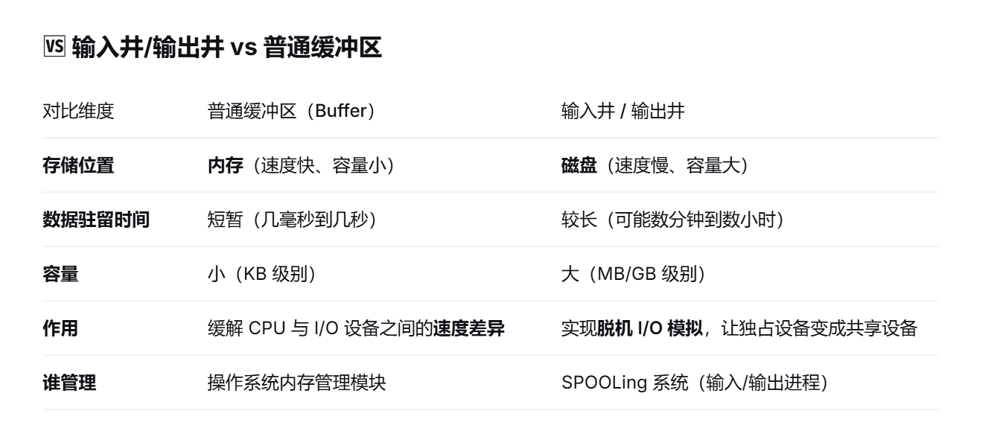 🆚 输入井/输出井 vs 普通缓冲区
对比维度 普通缓冲区（Buffer） 输入井 / 输出井
存储位置 内存（速度快、容量小） 磁盘（速度慢、容量大）
数据驻留时间 短暂（几毫秒到几秒） 较长（可能数分钟到数小时）
容量 小（KB 级别） 大（MB/GB 级别）
作用 缓解 CPU 与 I/O 设备之间的速度差异 实现脱机 I/O 模拟，让独占设备变成共享设备
谁管理 操作系统内存管理模块 SPOOLing 系统（输入/输出进程）